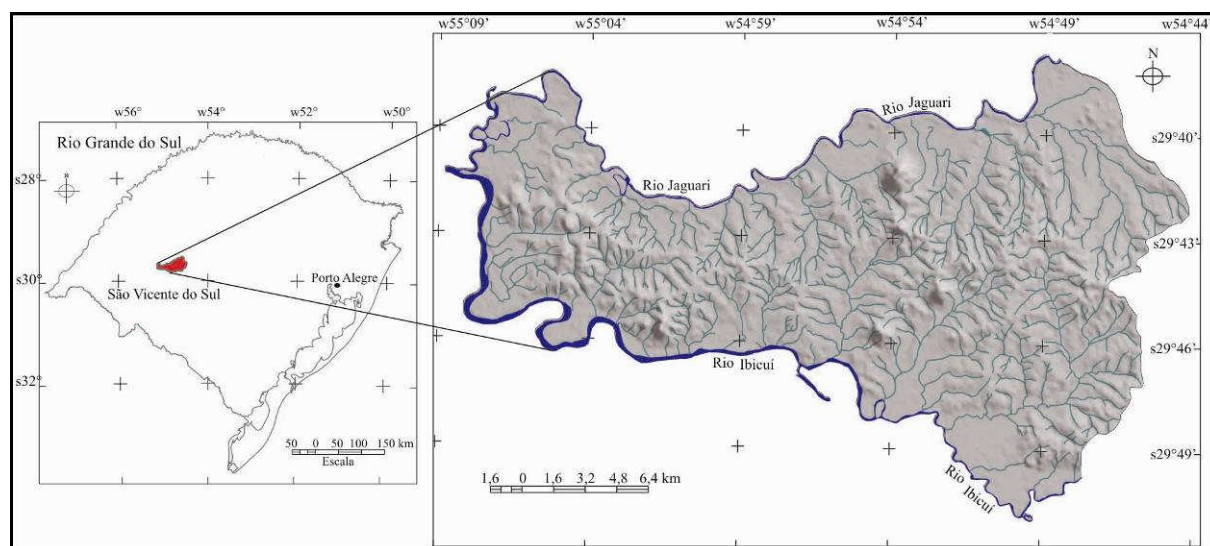 w56° w54° w52° w50°
Rio Grande do Sul
N
s28°
s30°
São Vicente do Sul
Porto Alegre
s32°
50 0 50 100 150 km
Escala
w55°09' w55°04' w54°59' w54°54' w54°49' w54°44'
N
Rio Jaguari
s29°40'
Rio Jaguari
s29°43'
Rio Ibicuí
s29°46'
s29°49'
1,6 0 1,6 3,2 4,8 6,4 km
Rio Ibicuí